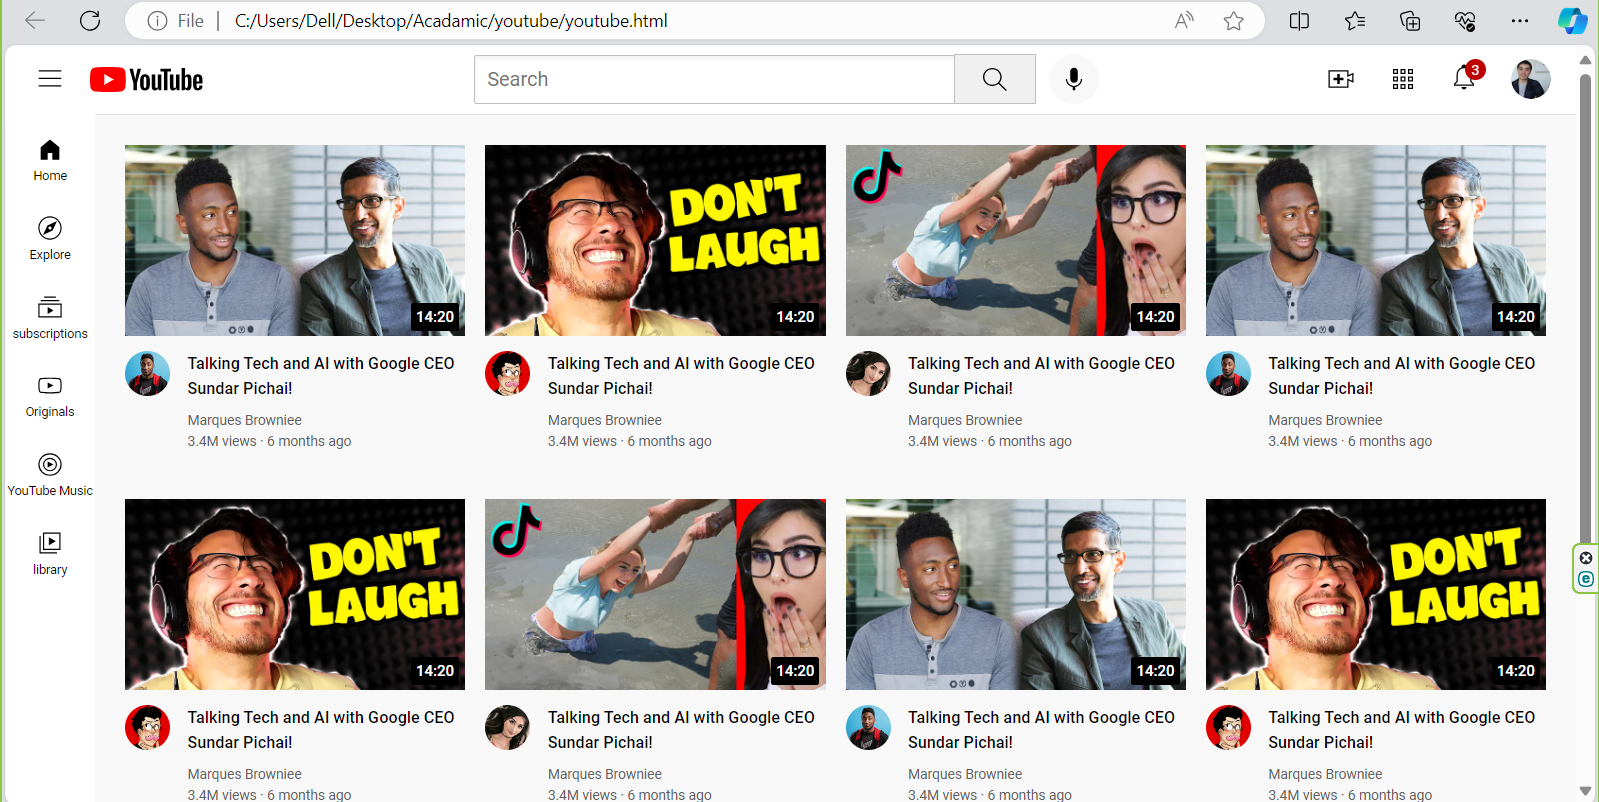 File C:/Users/Dell/Desktop/Acadamic/youtube/youtube.html
YouTube
Search
3
Home
Explore
subscriptions
Originals
YouTube Music
library
DON'T
LAUGH
14:20 14:20 14:20 14:20
Talking Tech and AI with Google CEO
Sundar Pichai!
Marques Browniee
3.4M views · 6 months ago
Talking Tech and AI with Google CEO
Sundar Pichai!
Marques Browniee
3.4M views · 6 months ago
Talking Tech and AI with Google CEO
Sundar Pichai!
Marques Browniee
3.4M views · 6 months ago
Talking Tech and AI with Google CEO
Sundar Pichai!
Marques Browniee
3.4M views · 6 months ago
DON'T
LAUGH
DON'T
LAUGH
14:20 14:20 14:20 14:20
Talking Tech and AI with Google CEO
Sundar Pichai!
Marques Browniee
3.4M views · 6 months ago
Talking Tech and AI with Google CEO
Sundar Pichai!
Marques Browniee
3.4M views · 6 months ago
Talking Tech and AI with Google CEO
Sundar Pichai!
Marques Browniee
3.4M views · 6 months ago
Talking Tech and AI with Google CEO
Sundar Pichai!
Marques Browniee
3.4M views · 6 months ago